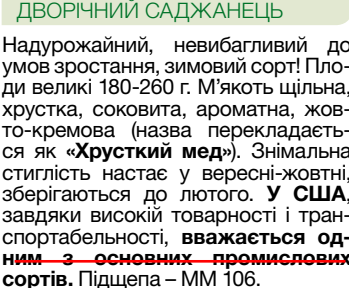 ДВОРІЧНИЙ САДЖАНЕЦЬ
Надурожайний, невибагливий до
умов зростання, зимовий сорт! Пло-
ди великі 180-260 г. М’якоть щільна,
хрустка, соковита, ароматна, жов-
то-кремова (назва перекладаєть-
ся як «Хрусткий мед»). Знімальна
стиглість настає у вересні-жовтні,
зберігаються до лютого. У США,
завдяки високій товарності і тран-
спортабельності, вважається од-
ним з основних промислових
сортів. Підщепа – ММ 106.